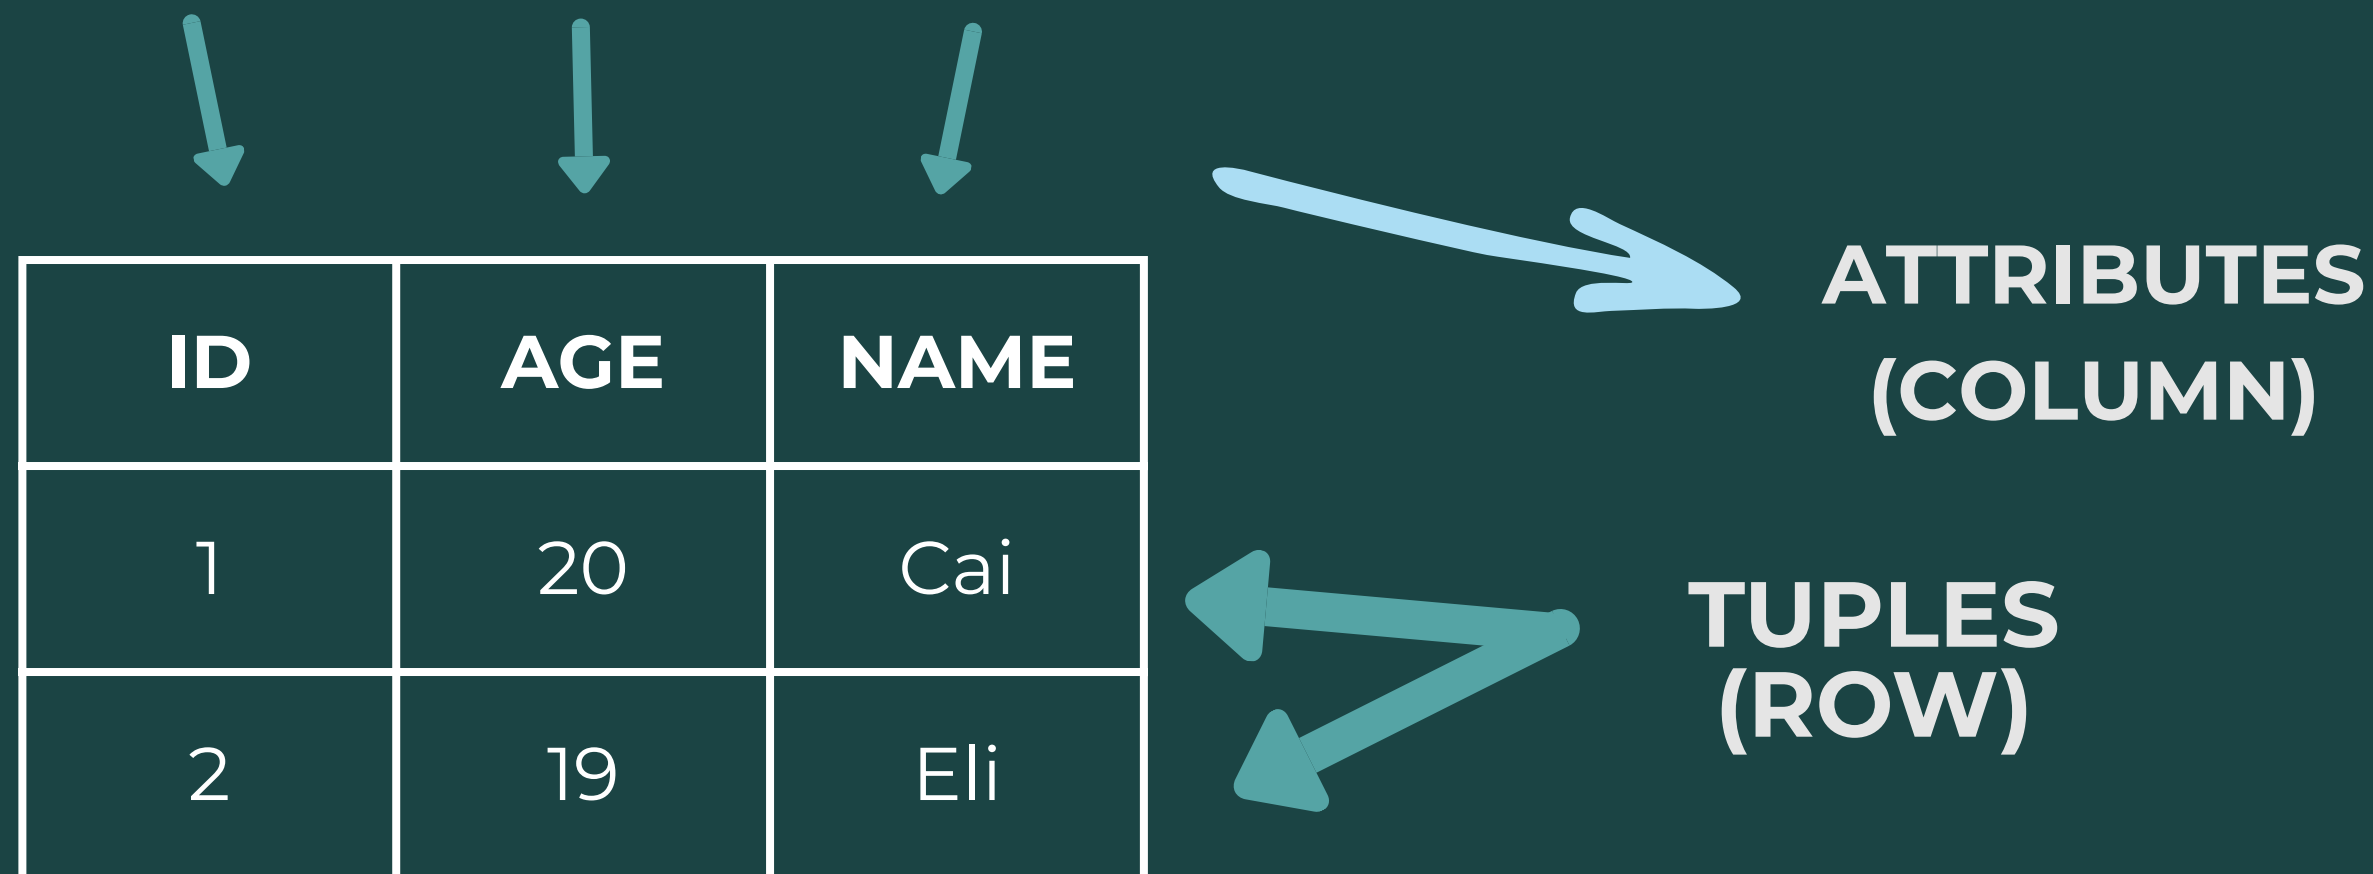 ATTRIBUTES
(COLUMN)
ID AGE NAME
1 20 Cai
2 19 Eli
TUPLES
(ROW)